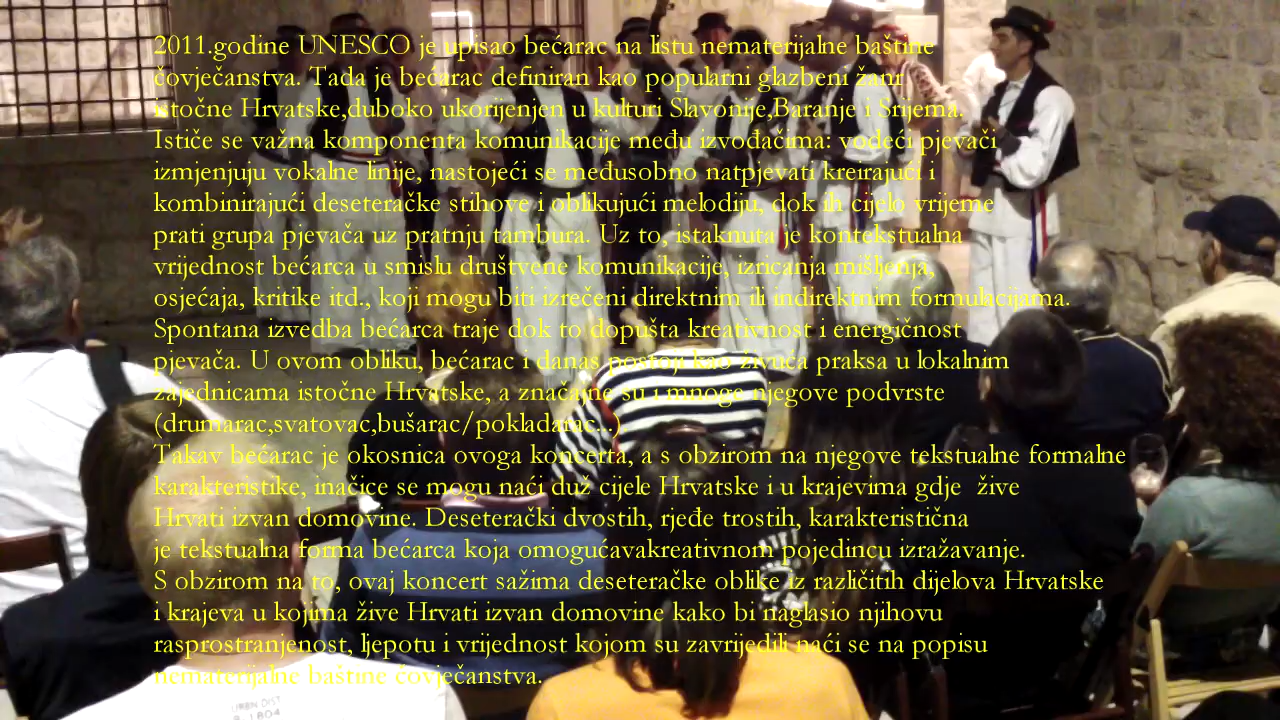 2011.godine UNESCO je upisao bećarac na listu nematerijalne baštine
čovječanstva. Tada je bećarac definiran kao popularni glazbeni žanr
istočne Hrvatske,duboko ukorijenjen u kulturi Slavonije,Baranje i Srijema.
Ističe se važna komponenta komunikacije među izvođačima: vodeći pjevači
izmjenjuju vokalne linije, nastojeći se međusobno natpjevati kreirajući i
kombinirajući deseteračke stihove i oblikujući melodiju, dok ih cijelo vrijeme
prati grupa pjevača uz pratnju tambura. Uz to, istaknuta je kontekstualna
vrijednost bećarca u smislu društvene komunikacije, izricanja mišljenja,
osjećaja, kritike itd., koji mogu biti izrečeni direktnim ili indirektnim formulacijama.
Spontana izvedba bećarca traje dok to dopušta kreativnost i energičnost
pjevača. U ovom obliku, bećarac i danas postoji kao živuća praksa u lokalnim
zajednicama istočne Hrvatske, a značajne su i mnoge njegove podvrste
(drumarac,svatovac,bušarac/pokladarac...)
Takav bećarac je okosnica ovoga koncerta, a s obzirom na njegove tekstualne formalne
karakteristike, inačice se mogu naći duž cijele Hrvatske i u krajevima gdje  žive
Hrvati izvan domovine. Deseterački dvostih, rjeđe trostih, karakteristična
je tekstualna forma bećarca koja omogućavakreativnom pojedincu izražavanje.
S obzirom na to, ovaj koncert sažima deseteračke oblike iz različitih dijelova Hrvatske
i krajeva u kojima žive Hrvati izvan domovine kako bi naglasio njihovu
rasprostranjenost, ljepotu i vrijednost kojom su zavrijedili naći se na popisu
nematerijalne baštine čovječanstva.
URBN DIST
1804